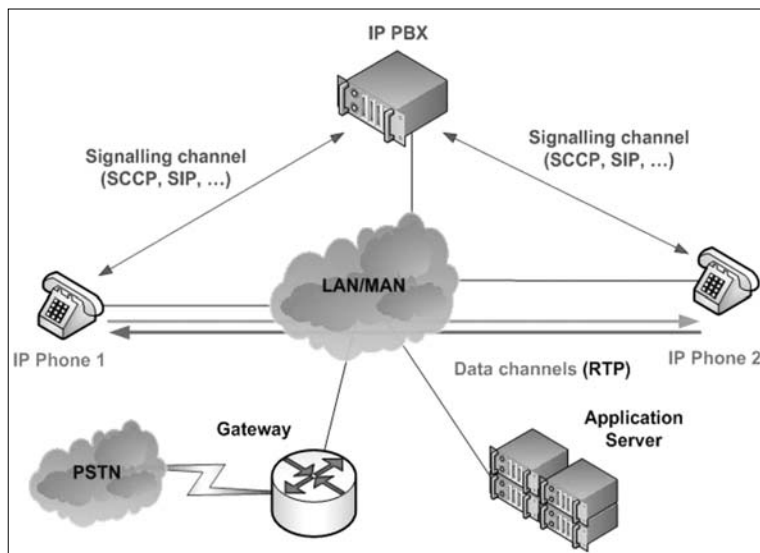 IP PBX
Signalling channel
(SCCP, SIP, …)
Signalling channel
(SCCP, SIP, …)
LAN/MAN
IP Phone 1
IP Phone 2
Data channels (RTP)
Gateway
Application
Server
PSTN